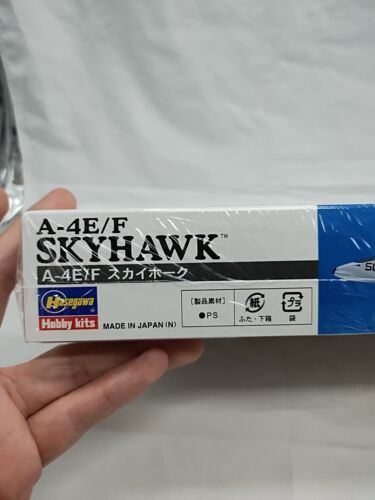 A-4E/F
SKYHAWK™
A-4E/F スカイホーク
Hasegawa
Hobby kits
MADE IN JAPAN (N)
[製品素材]
●PS
紙
ふた・下箱
プラ
袋